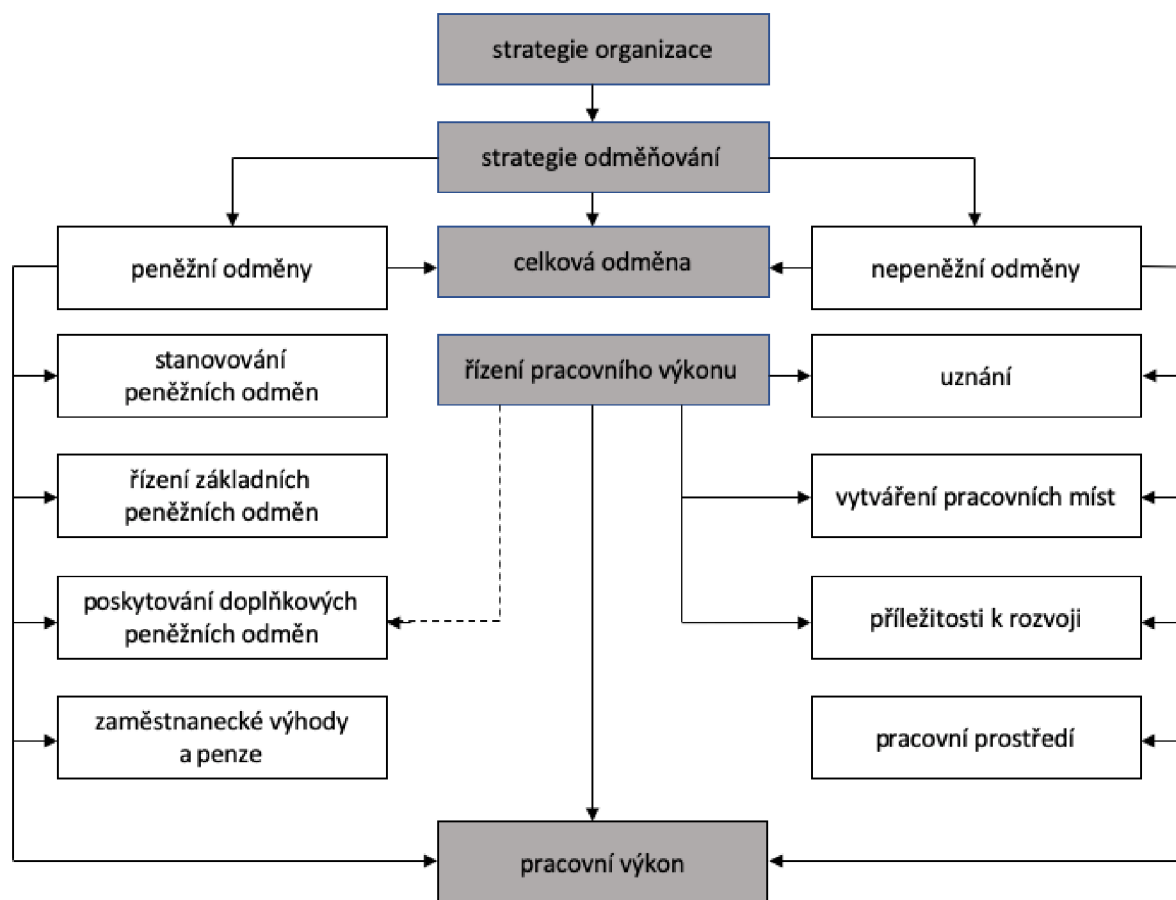 strategie organizace
strategie odměňování
peněžní odměny
celková odměna
nepeněžní odměny
stanovování
peněžních odměn
řízení pracovního výkonu
uznání
řízení základních
peněžních odměn
vytváření pracovních míst
poskytování doplňkových
peněžních odměn
příležitosti k rozvoji
zaměstnanecké výhody
a penze
pracovní prostředí
pracovní výkon